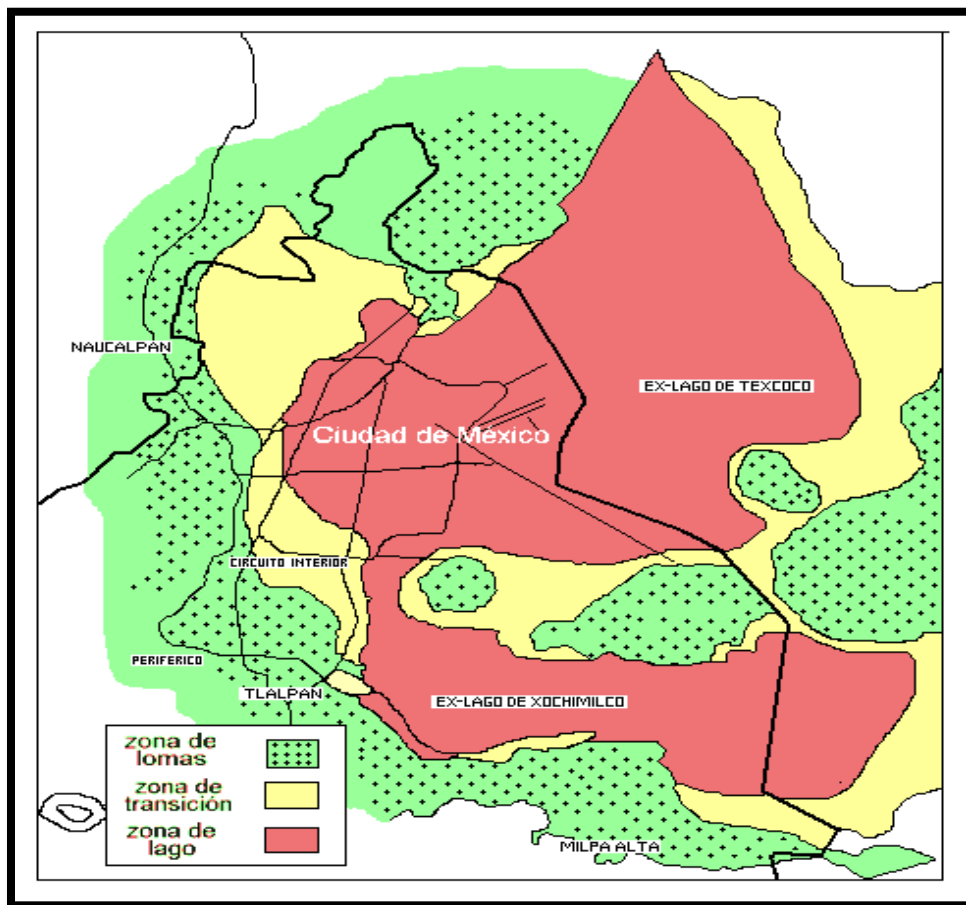 NAUCALPAN
EX-LAGO DE TEXCOCO
Ciudad de México
CIRCUITO INTERIOR
PERIFERICO
TLALPAN
EX-LAGO DE XOCHIMILCO
zona de
lomas
zona de
transición
zona de
lago
MILPA ALTA